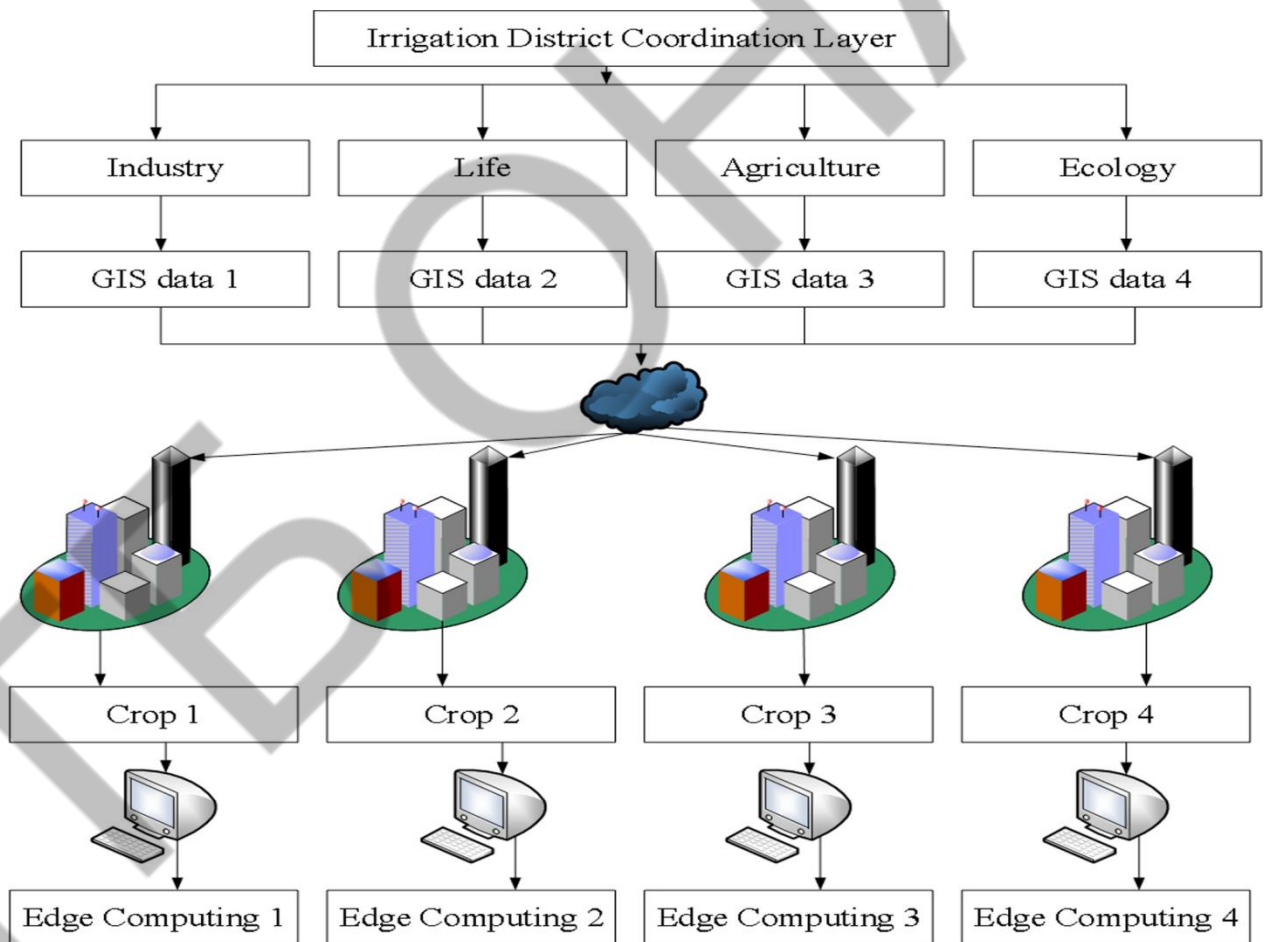 Irrigation District Coordination Layer
Industry
Life
Agriculture
Ecology
GIS data 1
GIS data 2
GIS data 3
GIS data 4
Crop 1
Crop 2
Crop 3
Crop 4
Edge Computing 1
Edge Computing 2
Edge Computing 3
Edge Computing 4